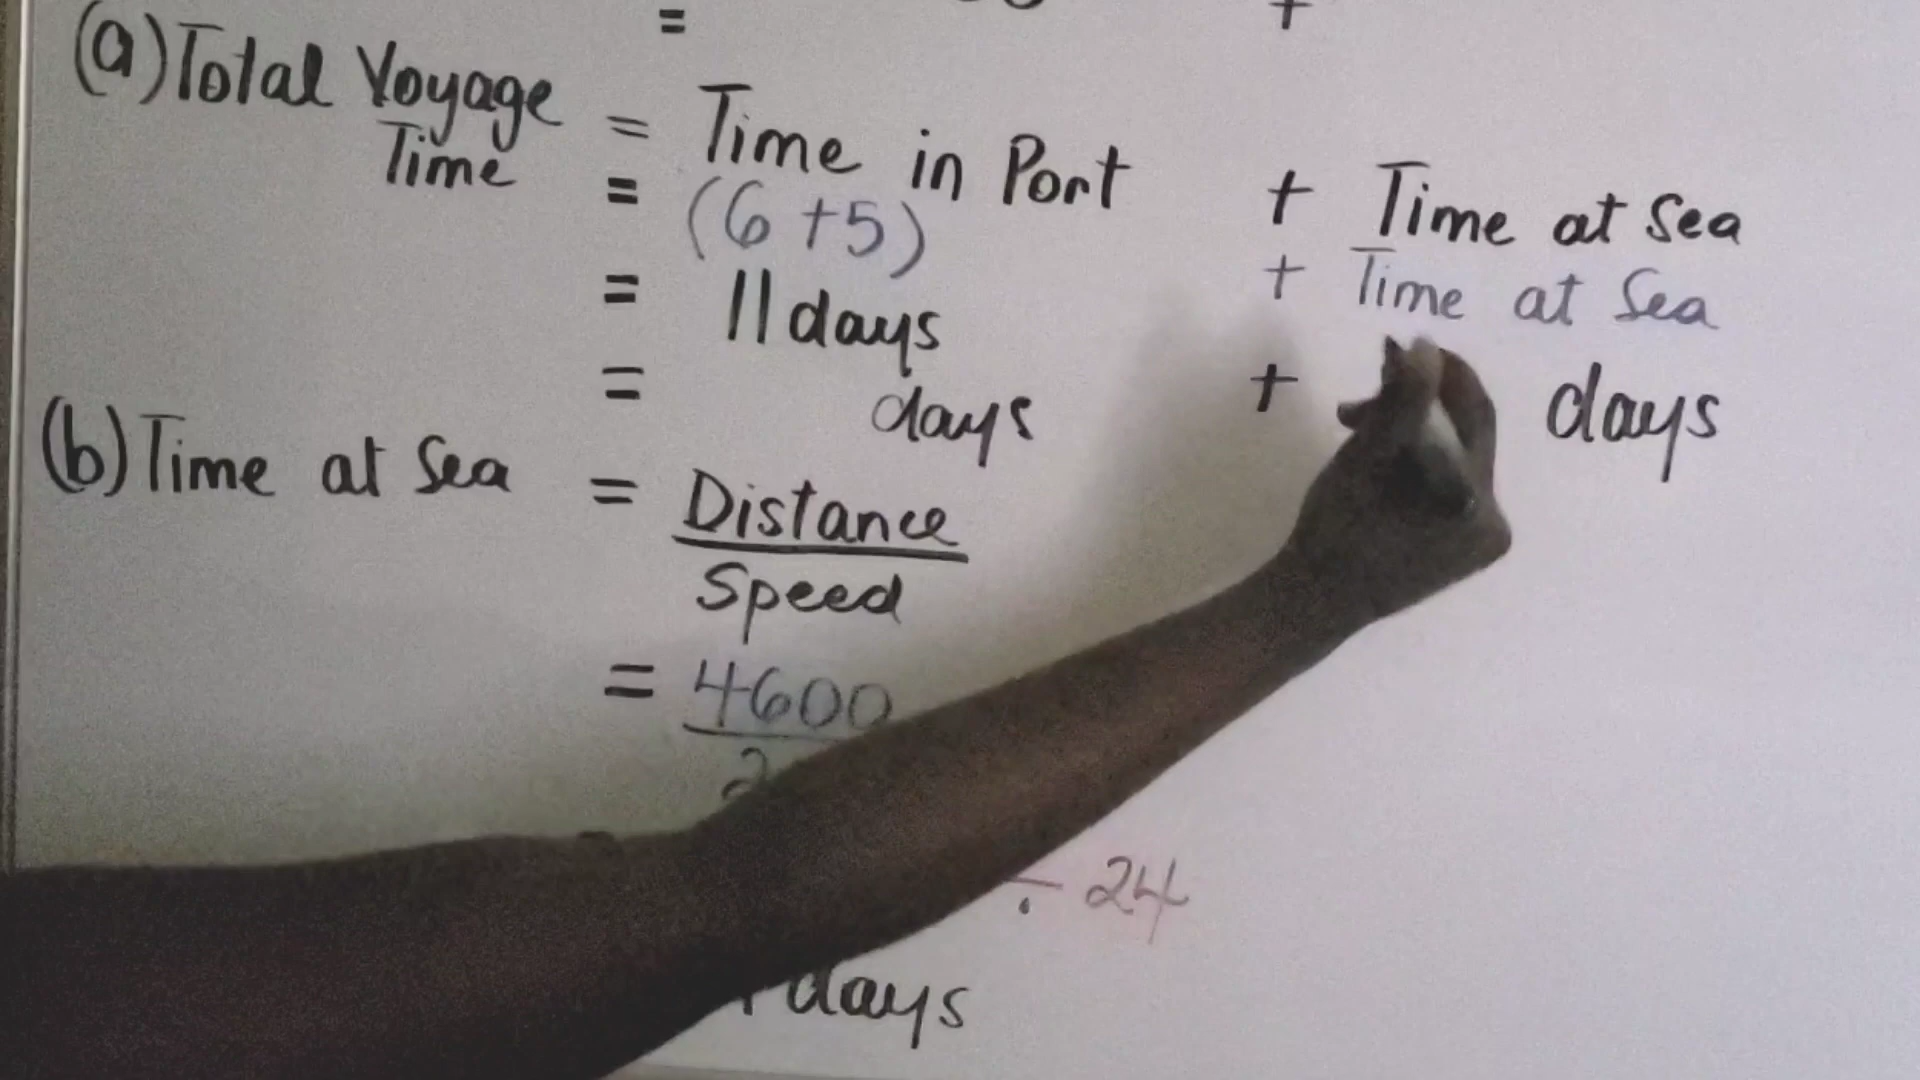 = +
(a) Total Voyage Time = Time in Port + Time at Sea
= (6+5) + Time at Sea
= 11 days
= days + days
(b) Time at Sea = Distance
Speed
= 4600
2
÷ 24
days